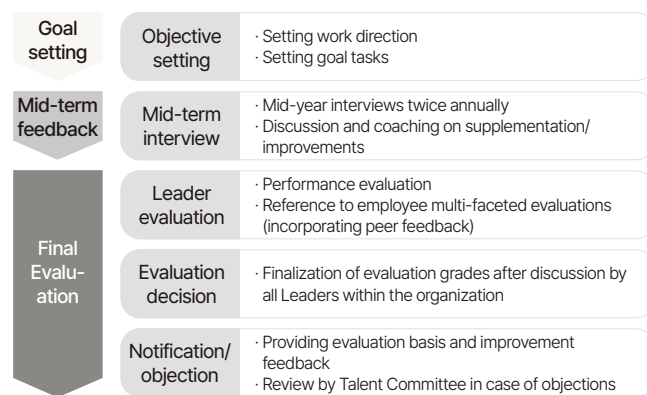 Goal
setting
Objective
setting
· Setting work direction
· Setting goal tasks
Mid-term
feedback
Mid-term
interview
· Mid-year interviews twice annually
· Discussion and coaching on supplementation/
improvements
Final
Evalu-
ation
Leader
evaluation
· Performance evaluation
· Reference to employee multi-faceted evaluations
(incorporating peer feedback)
Evaluation
decision
· Finalization of evaluation grades after discussion by
all Leaders within the organization
Notification/
objection
· Providing evaluation basis and improvement
feedback
· Review by Talent Committee in case of objections